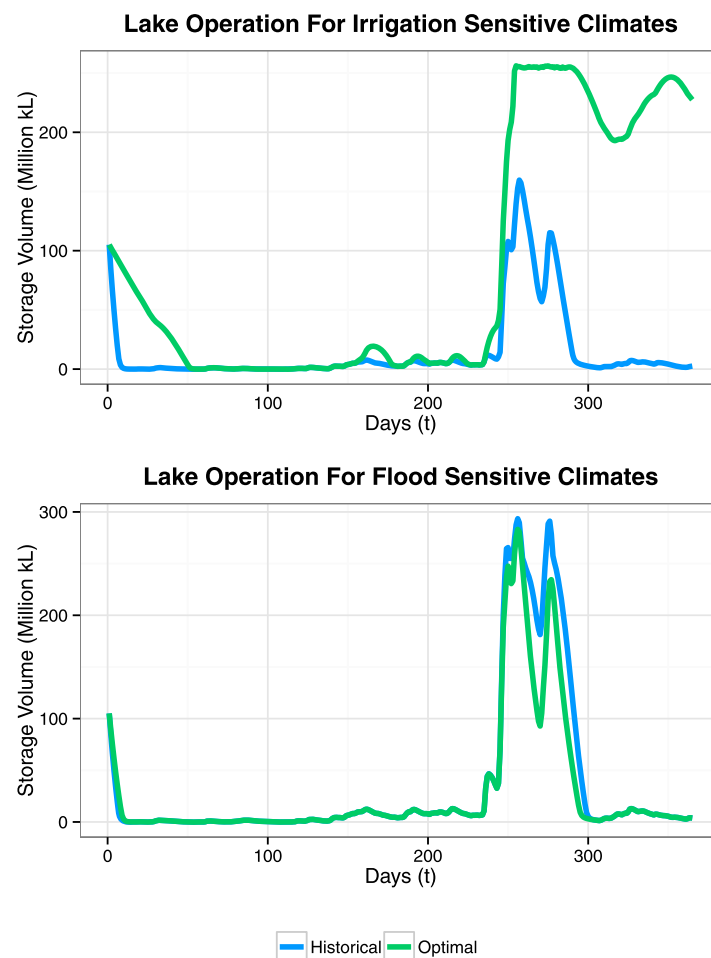 Lake Operation For Irrigation Sensitive Climates
Storage Volume (Million kL)
200
100
0
0 100 200 300
Days (t)
Lake Operation For Flood Sensitive Climates
Storage Volume (Million kL)
300
200
100
0
0 100 200 300
Days (t)
Historical Optimal